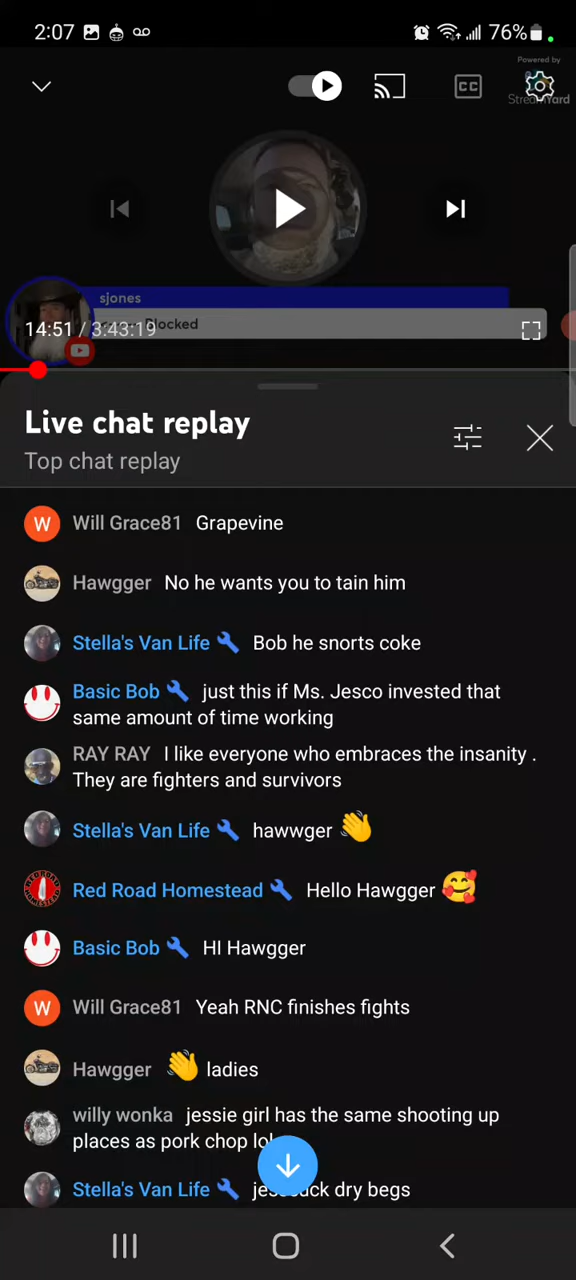 2:07
76%
Powered by
CC
StreamYard
sjones
Blocked
14:51 / 3:43:19
Live chat replay
Top chat replay
W Will Grace81 Grapevine
Hawgger No he wants you to tain him
Stella's Van Life Bob he snorts coke
Basic Bob just this if Ms. Jesco invested that
same amount of time working
RAY RAY I like everyone who embraces the insanity .
They are fighters and survivors
Stella's Van Life hawwger 👋
Red Road Homestead Hello Hawgger 🥰
Basic Bob HI Hawgger
W Will Grace81 Yeah RNC finishes fights
Hawgger 👋 ladies
willy wonka jessie girl has the same shooting up
places as pork chop lol
Stella's Van Life dry begs